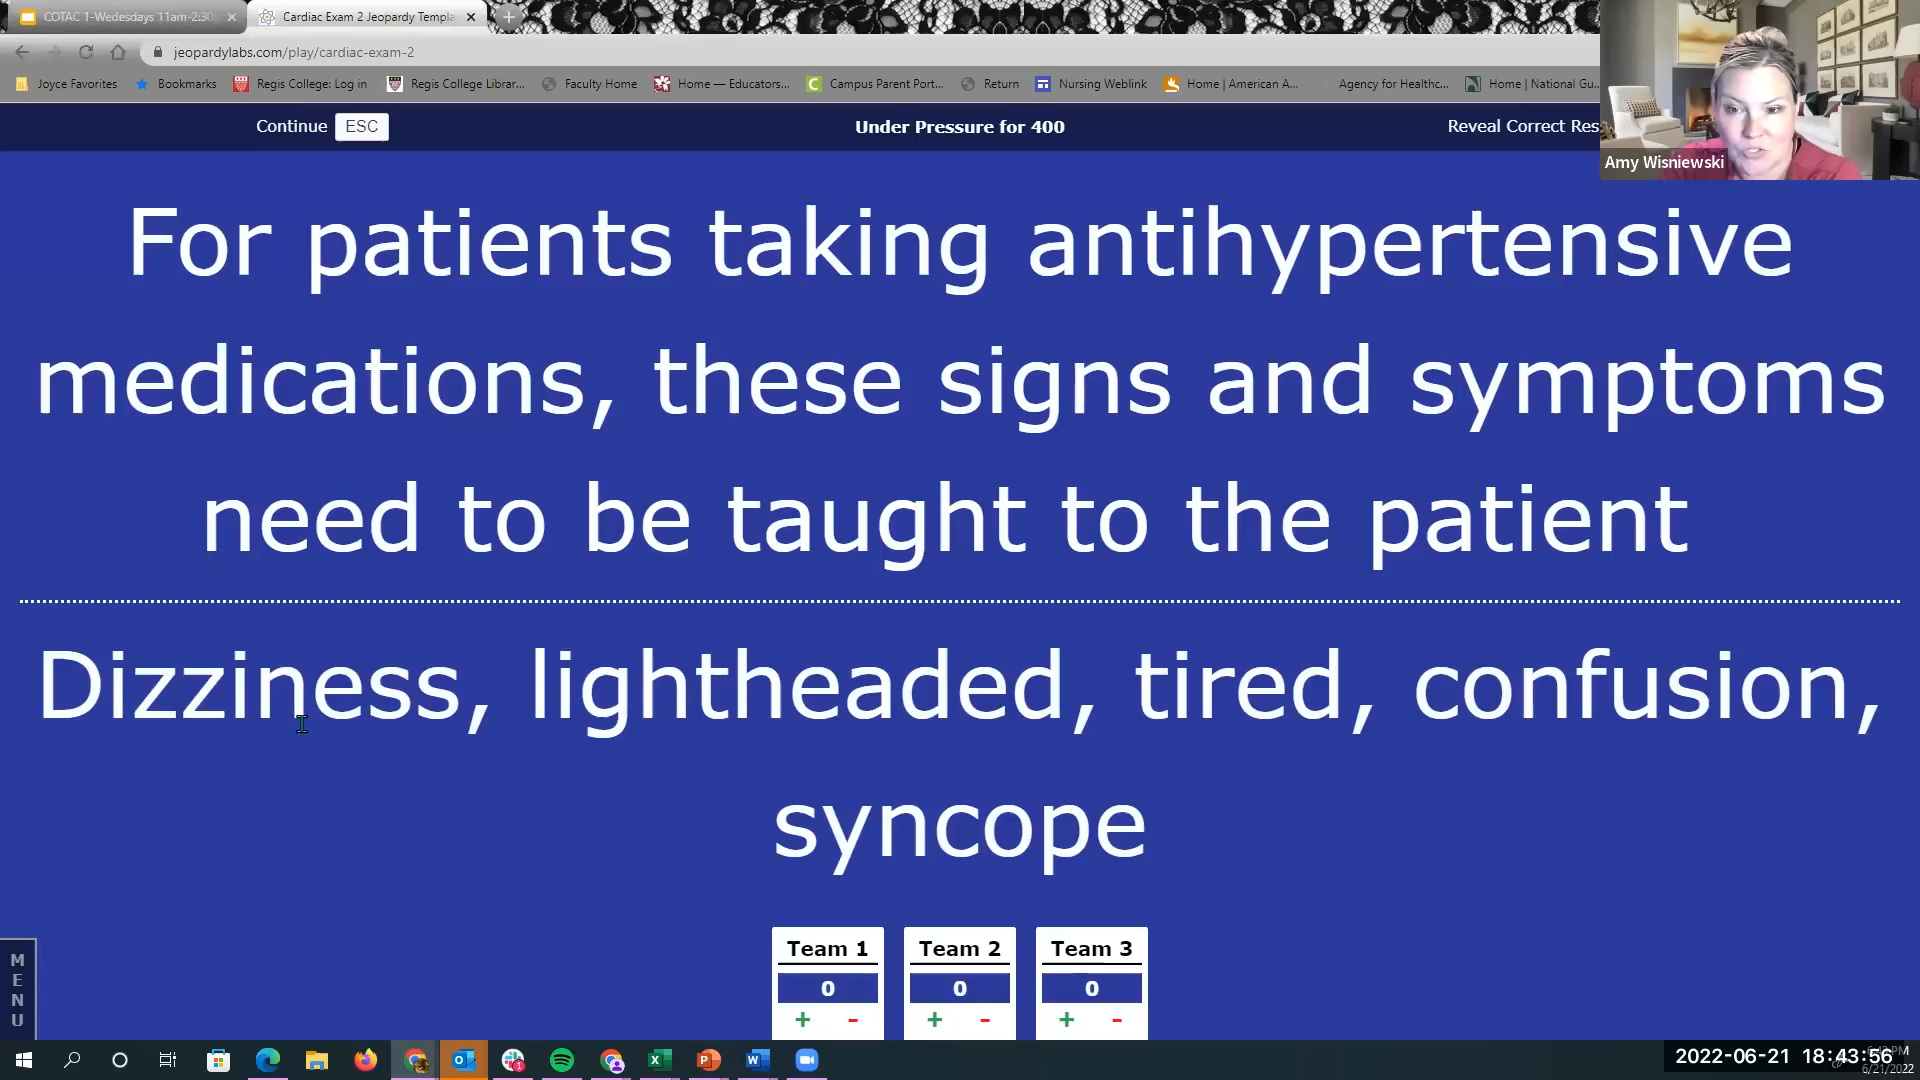 COTAC 1-Wedesdays 11am-2:30
Cardiac Exam 2 Jeopardy Templa
jeopardylabs.com/play/cardiac-exam-2
Joyce Favorites
Bookmarks
Regis College: Log in
Regis College Librar...
Faculty Home
Home — Educators...
Campus Parent Port...
Return
Nursing Weblink
Home | American A...
Agency for Healthc...
Home | National Gu...
Continue ESC
Under Pressure for 400
Reveal Correct Res
Amy Wisniewski
For patients taking antihypertensive
medications, these signs and symptoms
need to be taught to the patient
Dizziness, lightheaded, tired, confusion,
syncope
Team 1
0
+ -
Team 2
0
+ -
Team 3
0
+ -
MENU
2022-06-21 18:43:56
6/21/2022